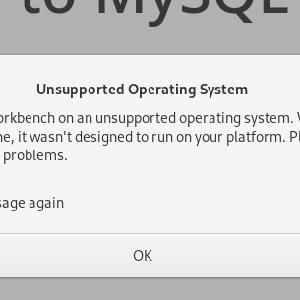 to MySQL
Unsupported Operating System
orkbench on an unsupported operating system.
ne, it wasn't designed to run on your platform.
problems.
sage again
OK